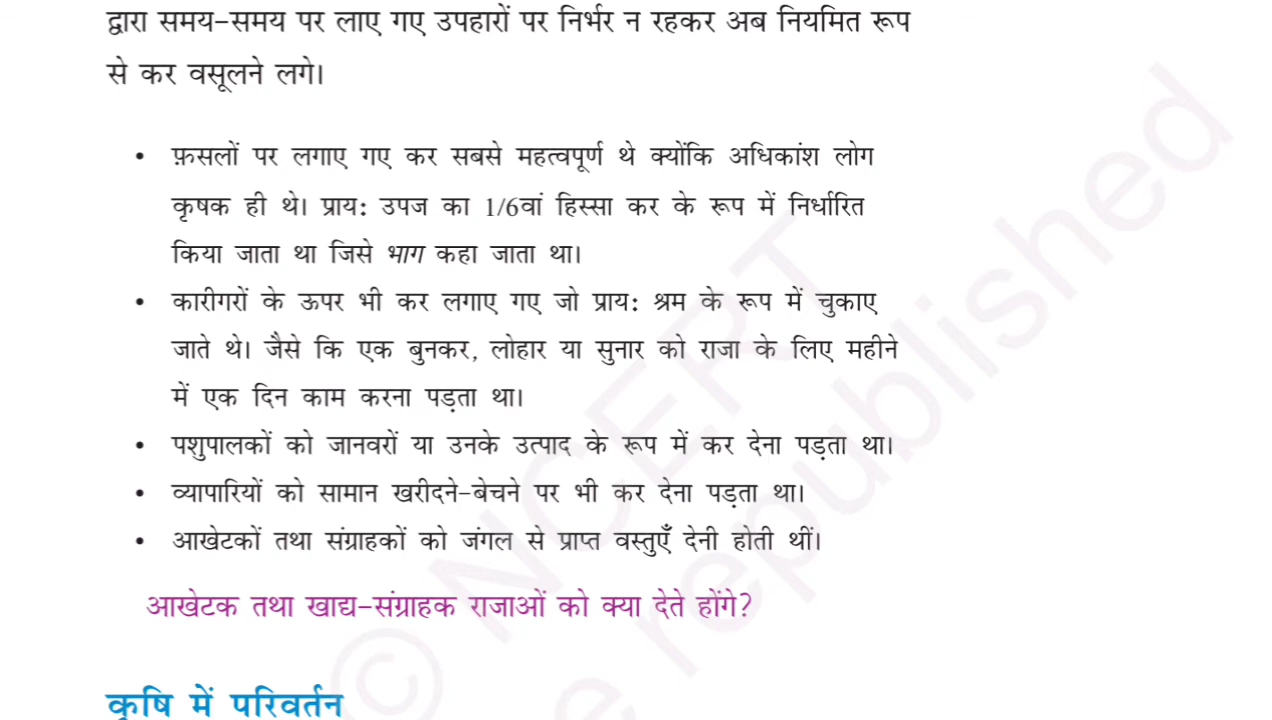 द्वारा समय-समय पर लाए गए उपहारों पर निर्भर न रहकर अब नियमित रूप
से कर वसूलने लगे।
• फ़सलों पर लगाए गए कर सबसे महत्वपूर्ण थे क्योंकि अधिकांश लोग
कृषक ही थे। प्राय: उपज का 1/6वां हिस्सा कर के रूप में निर्धारित
किया जाता था जिसे भाग कहा जाता था।
• कारीगरों के ऊपर भी कर लगाए गए जो प्राय: श्रम के रूप में चुकाए
जाते थे। जैसे कि एक बुनकर, लोहार या सुनार को राजा के लिए महीने
में एक दिन काम करना पड़ता था।
• पशुपालकों को जानवरों या उनके उत्पाद के रूप में कर देना पड़ता था।
• व्यापारियों को सामान खरीदने-बेचने पर भी कर देना पड़ता था।
• आखेटकों तथा संग्राहकों को जंगल से प्राप्त वस्तुएँ देनी होती थीं।
आखेटक तथा खाद्य-संग्राहक राजाओं को क्या देते होंगे?
कृषि में परिवर्तन
© NCERT
be republished